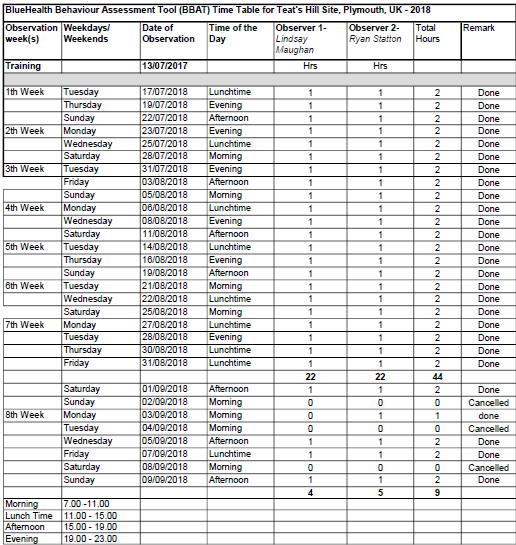 BlueHealth Behaviour Assessment Tool (BBAT) Time Table for Teat's Hill Site, Plymouth, UK - 2018
Observation week(s) Weekdays/ Weekends Date of Observation Time of the Day Observer 1- Lindsay Maughan Observer 2- Ryan Statton Total Hours Remark
Training 13/07/2017 Hrs Hrs
1th Week Tuesday 17/07/2018 Lunchtime 1 1 2 Done
Thursday 19/07/2018 Evening 1 1 2 Done
Sunday 22/07/2018 Afternoon 1 1 2 Done
2th Week Monday 23/07/2018 Evening 1 1 2 Done
Wednesday 25/07/2018 Lunchtime 1 1 2 Done
Saturday 28/07/2018 Morning 1 1 2 Done
3th Week Tuesday 31/07/2018 Evening 1 1 2 Done
Friday 03/08/2018 Afternoon 1 1 2 Done
Sunday 05/08/2018 Morning 1 1 2 Done
4th Week Monday 06/08/2018 Lunchtime 1 1 2 Done
Wednesday 08/08/2018 Evening 1 1 2 Done
Saturday 11/08/2018 Afternoon 1 1 2 Done
5th Week Tuesday 14/08/2018 Lunchtime 1 1 2 Done
Thursday 16/08/2018 Evening 1 1 2 Done
Sunday 19/08/2018 Afternoon 1 1 2 Done
6th Week Tuesday 21/08/2018 Morning 1 1 2 Done
Wednesday 22/08/2018 Lunchtime 1 1 2 Done
Saturday 25/08/2018 Morning 1 1 2 Done
7th Week Monday 27/08/2018 Lunchtime 1 1 2 Done
Tuesday 28/08/2018 Evening 1 1 2 Done
Thursday 30/08/2018 Lunchtime 1 1 2 Done
Friday 31/08/2018 Lunchtime 1 1 2 Done
22 22 44
Saturday 01/09/2018 Afternoon 1 1 2 Done
Sunday 02/09/2018 Morning 0 0 0 Cancelled
8th Week Monday 03/09/2018 Morning 0 1 1 done
Tuesday 04/09/2018 Morning 0 0 0 Cancelled
Wednesday 05/09/2018 Afternoon 1 1 2 Done
Friday 07/09/2018 Lunchtime 1 1 2 Done
Saturday 08/09/2018 Morning 0 0 0 Cancelled
Sunday 09/09/2018 Afternoon 1 1 2 Done
4 5 9
Morning 7.00 -11.00
Lunch Time 11.00 - 15.00
Afternoon 15.00 - 19.00
Evening 19.00 - 23.00